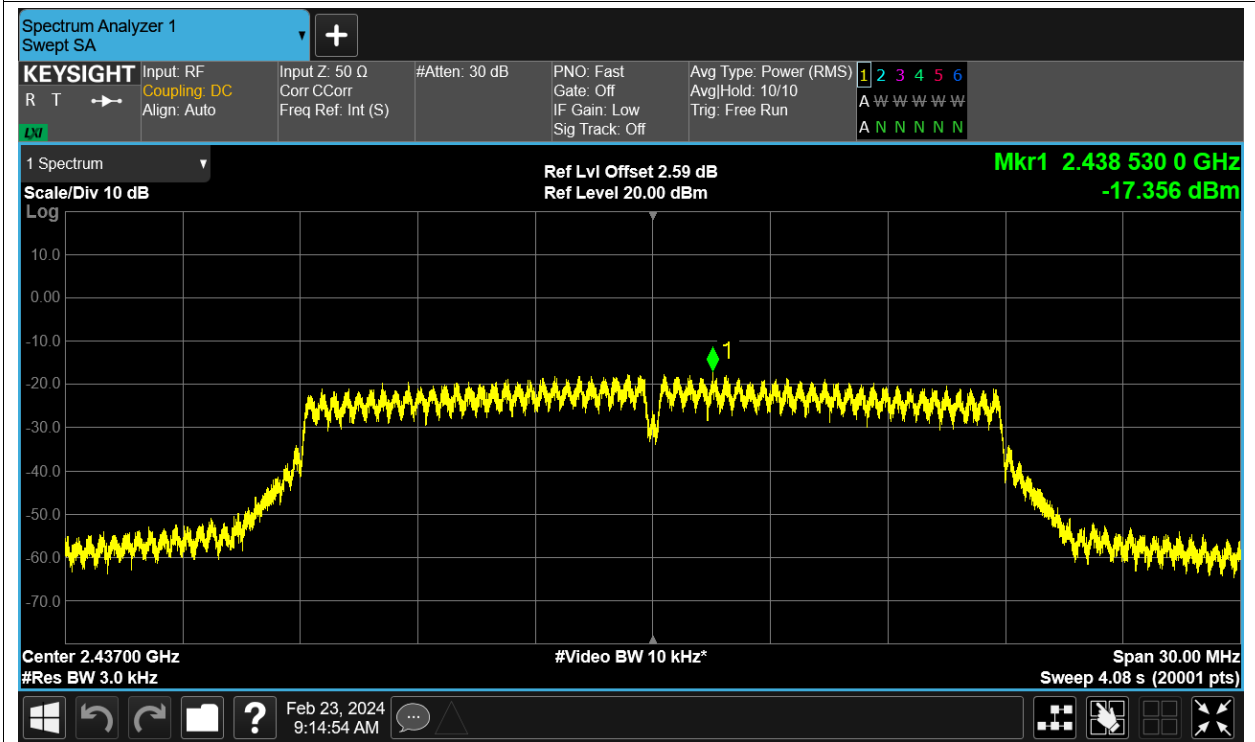 Spectrum Analyzer 1
Swept SA
+
KEYSIGHT
R T
LXI
Input: RF
Coupling: DC
Align: Auto
Input Z: 50 Ω
Corr CCorr
Freq Ref: Int (S)
#Atten: 30 dB
PNO: Fast
Gate: Off
IF Gain: Low
Sig Track: Off
Avg Type: Power (RMS)
Avg|Hold: 10/10
Trig: Free Run
1 2 3 4 5 6
A W W W W W
A N N N N N
1 Spectrum
Scale/Div 10 dB
Log
Ref Lvl Offset 2.59 dB
Ref Level 20.00 dBm
Mkr1 2.438 530 0 GHz
-17.356 dBm
10.0
0.00
-10.0
-20.0
-30.0
-40.0
-50.0
-60.0
-70.0
1
Center 2.43700 GHz
#Res BW 3.0 kHz
#Video BW 10 kHz*
Span 30.00 MHz
Sweep 4.08 s (20001 pts)
?
Feb 23, 2024
9:14:54 AM